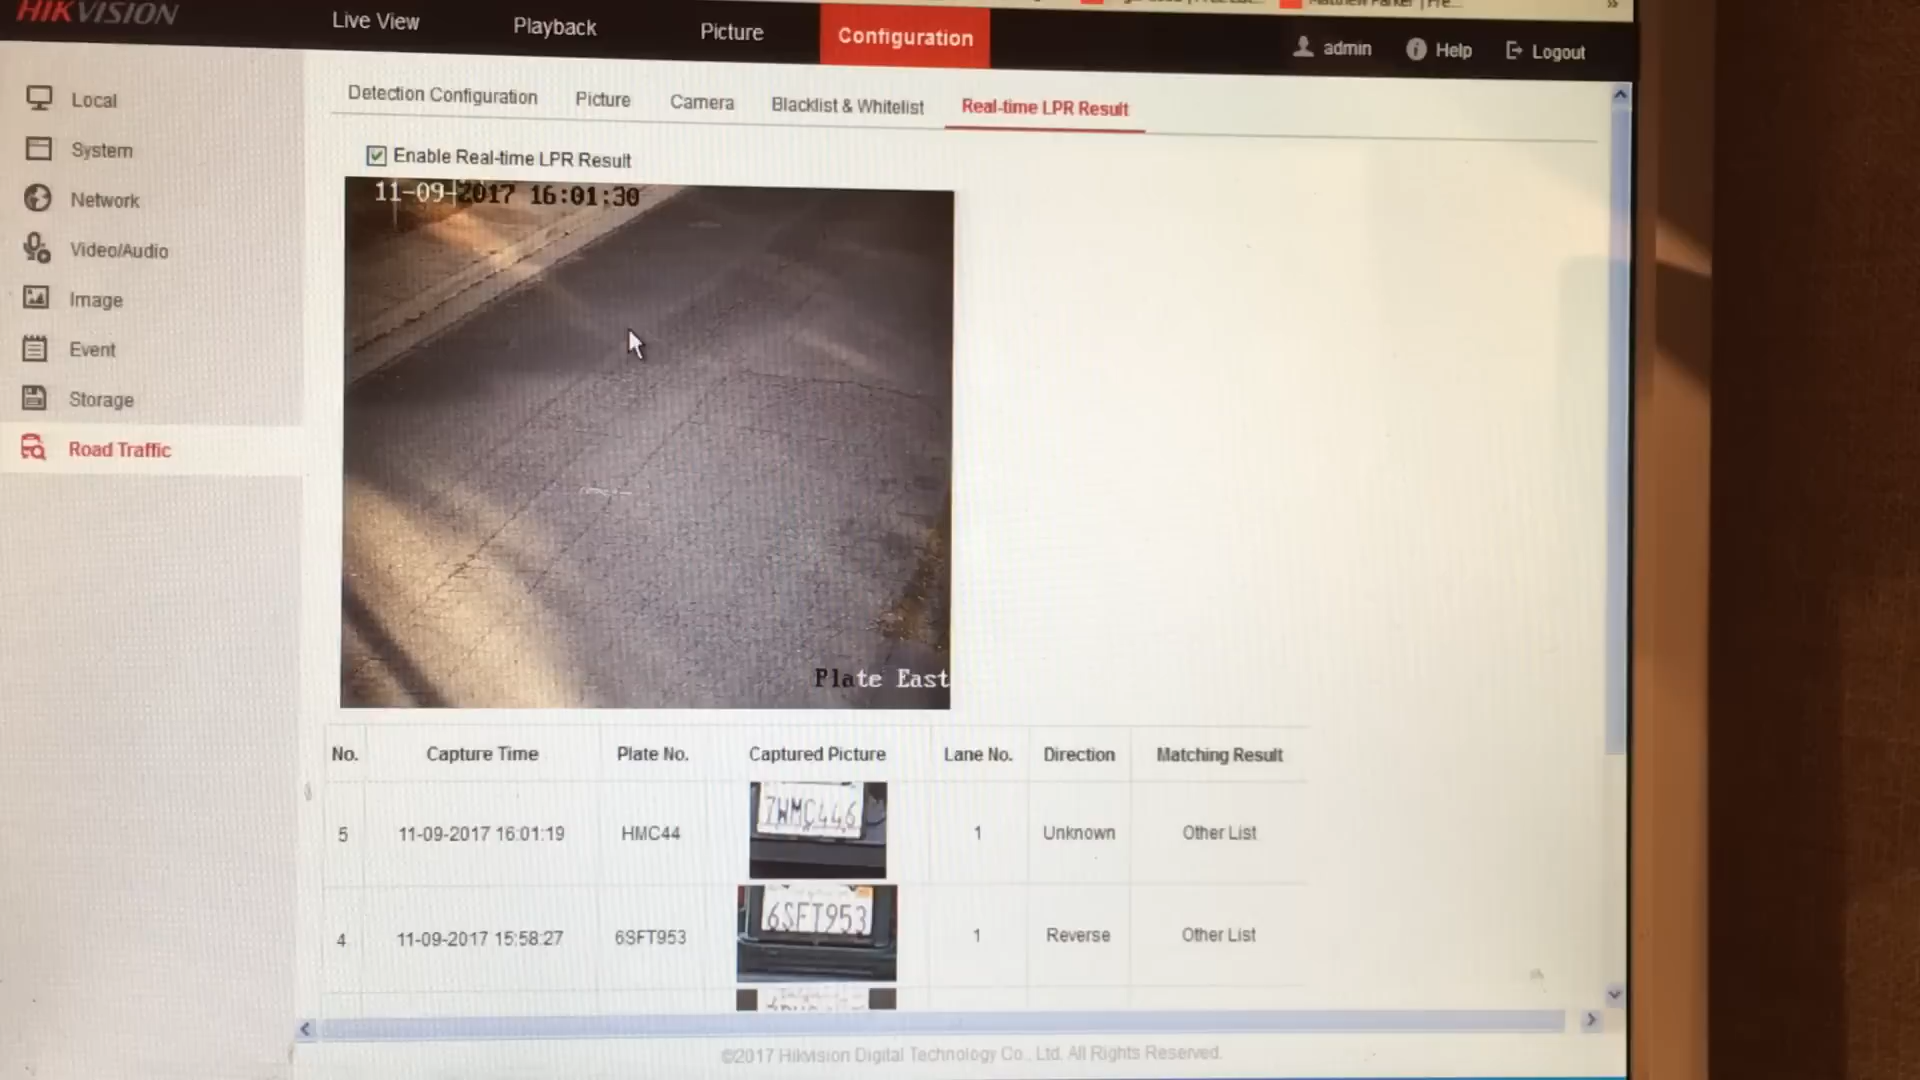 HIKVISION
Live View Playback Picture Configuration admin Help Logout
Local
System
Network
Video/Audio
Image
Event
Storage
Road Traffic
Detection Configuration Picture Camera Blacklist & Whitelist Real-time LPR Result
Enable Real-time LPR Result
11-09-2017 16:01:30
Plate East
No. Capture Time Plate No. Captured Picture Lane No. Direction Matching Result
5 11-09-2017 16:01:19 HMC44 7WMC446 1 Unknown Other List
4 11-09-2017 15:58:27 6SFT953 6SFT953 1 Reverse Other List
©2017 Hikvision Digital Technology Co., Ltd. All Rights Reserved.